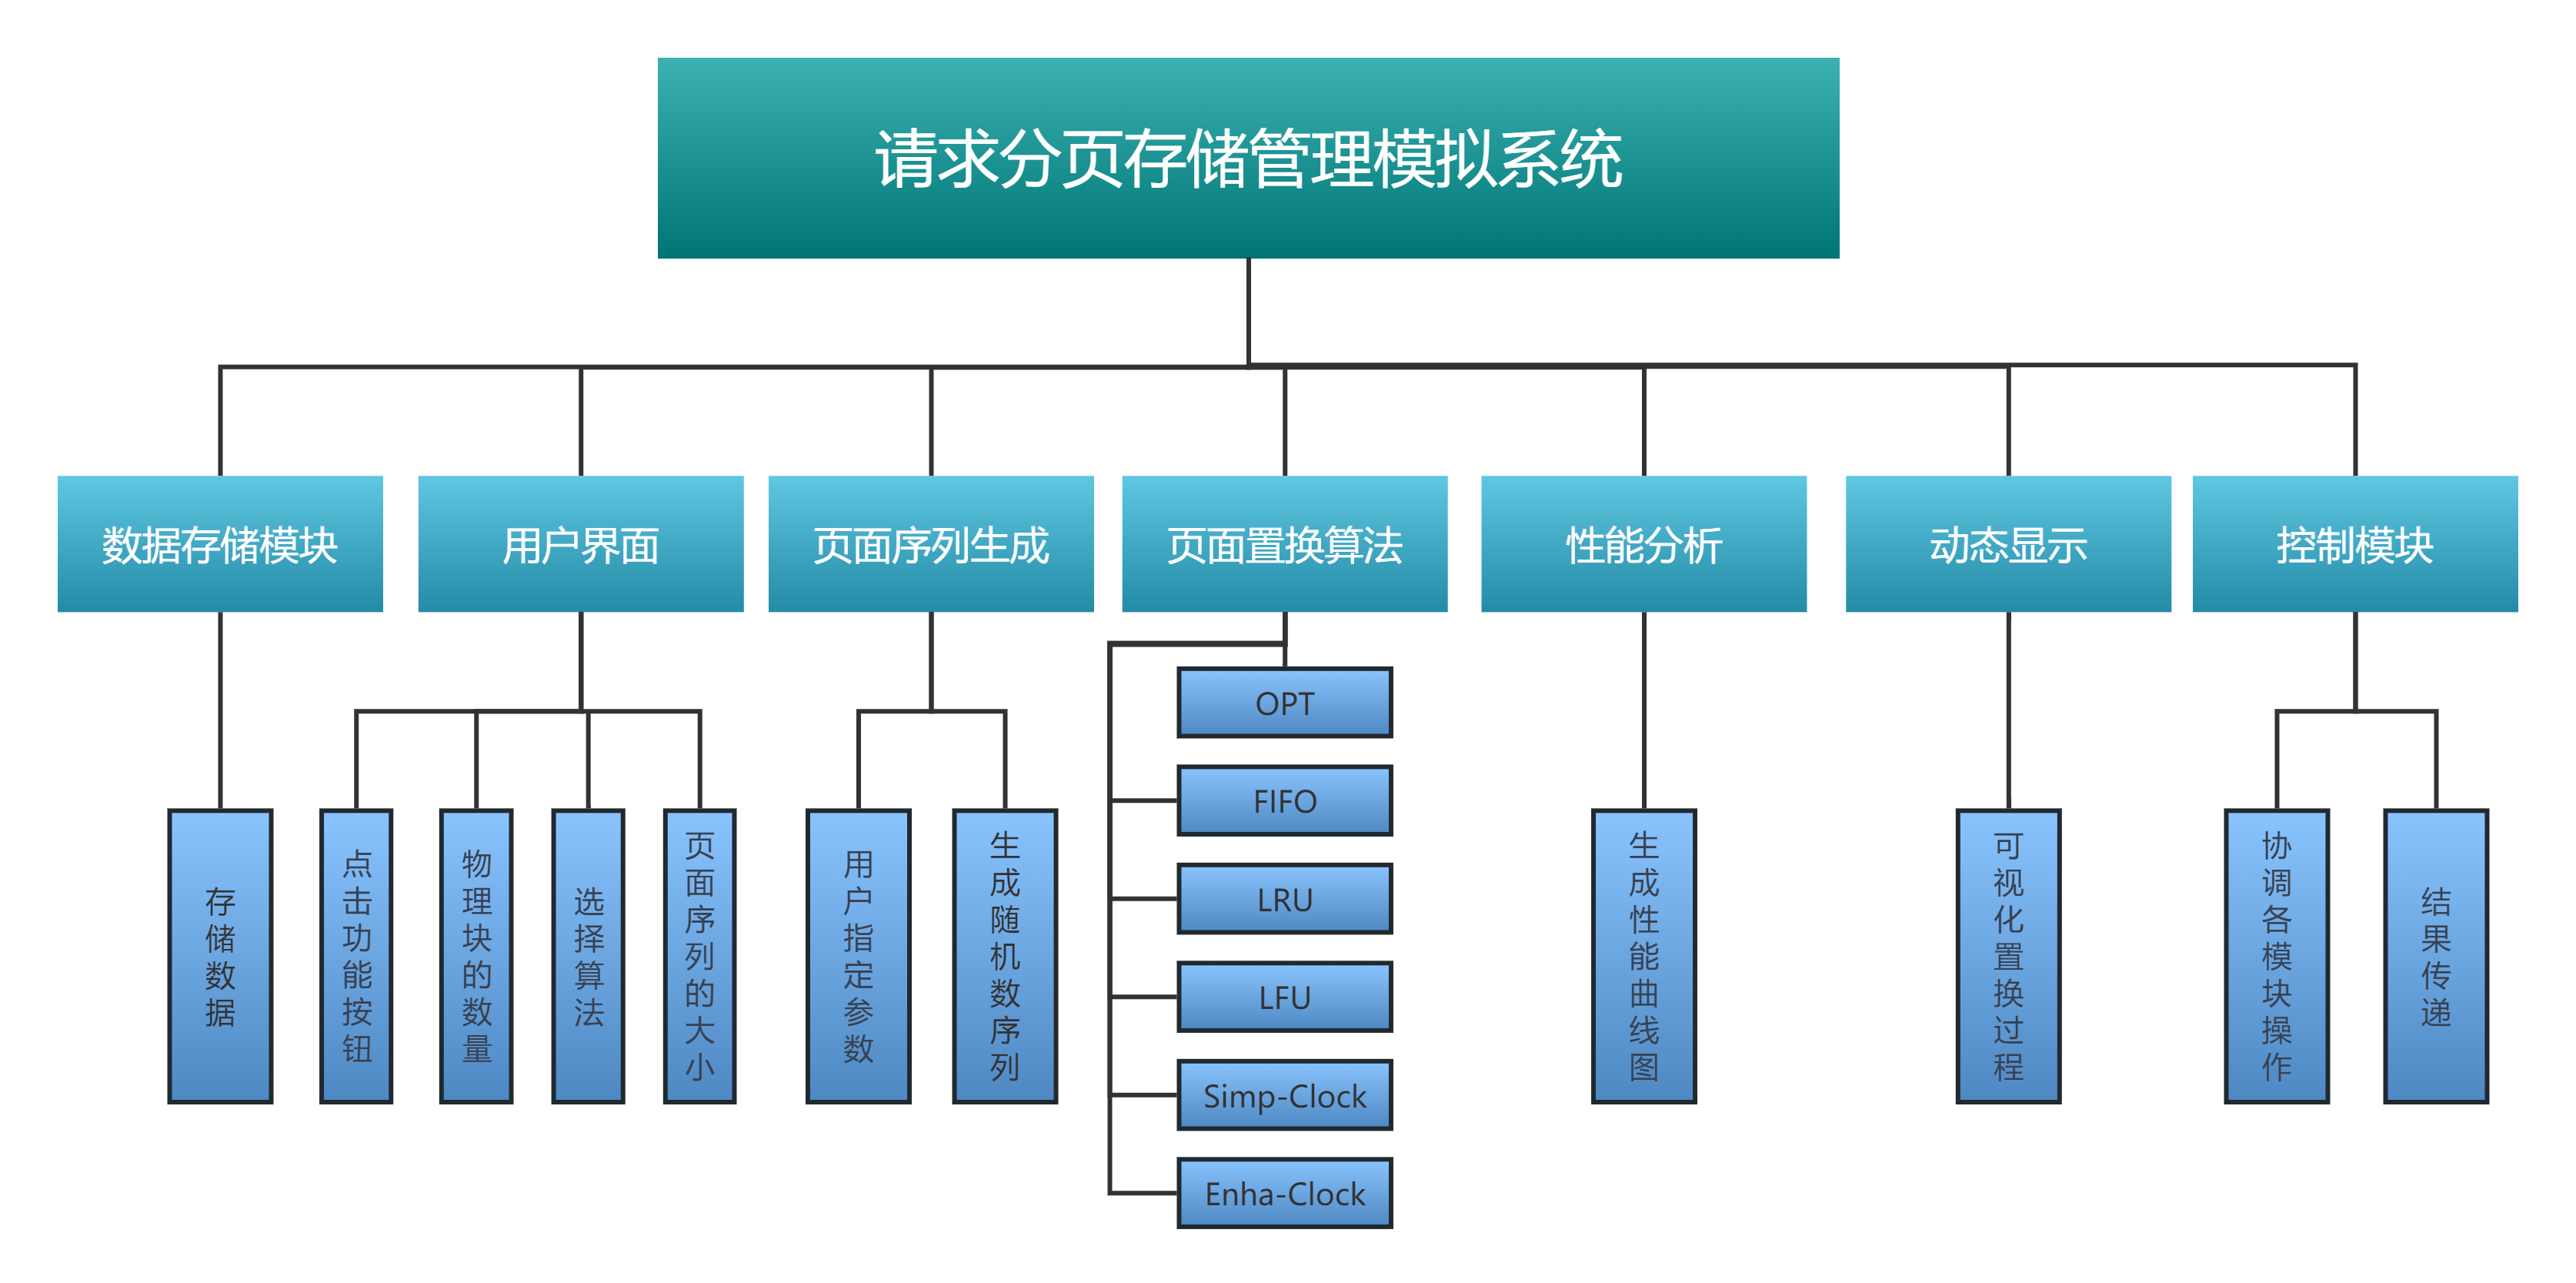 请求分页存储管理模拟系统
数据存储模块
用户界面
页面序列生成
页面置换算法
性能分析
动态显示
控制模块
存储数据
点击功能按钮
物理块的数量
选择算法
页面序列的大小
用户指定参数
生成随机数序列
OPT
FIFO
LRU
LFU
Simp-Clock
Enha-Clock
生成性能曲线图
可视化置换过程
协调各模块操作
结果传递